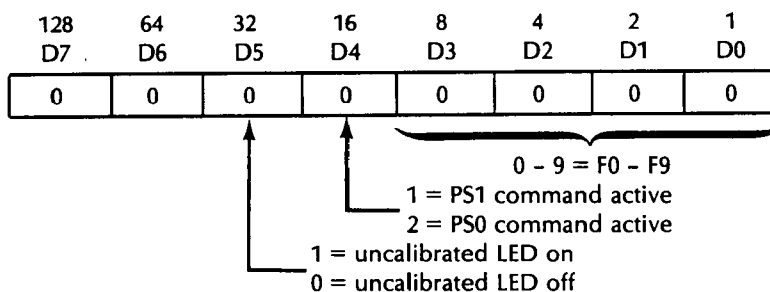 128 64 32 16 8 4 2 1
D7 D6 D5 D4 D3 D2 D1 D0
0 0 0 0 0 0 0 0
0 – 9 = F0 – F9
1 = PS1 command active
2 = PS0 command active
1 = uncalibrated LED on
0 = uncalibrated LED off